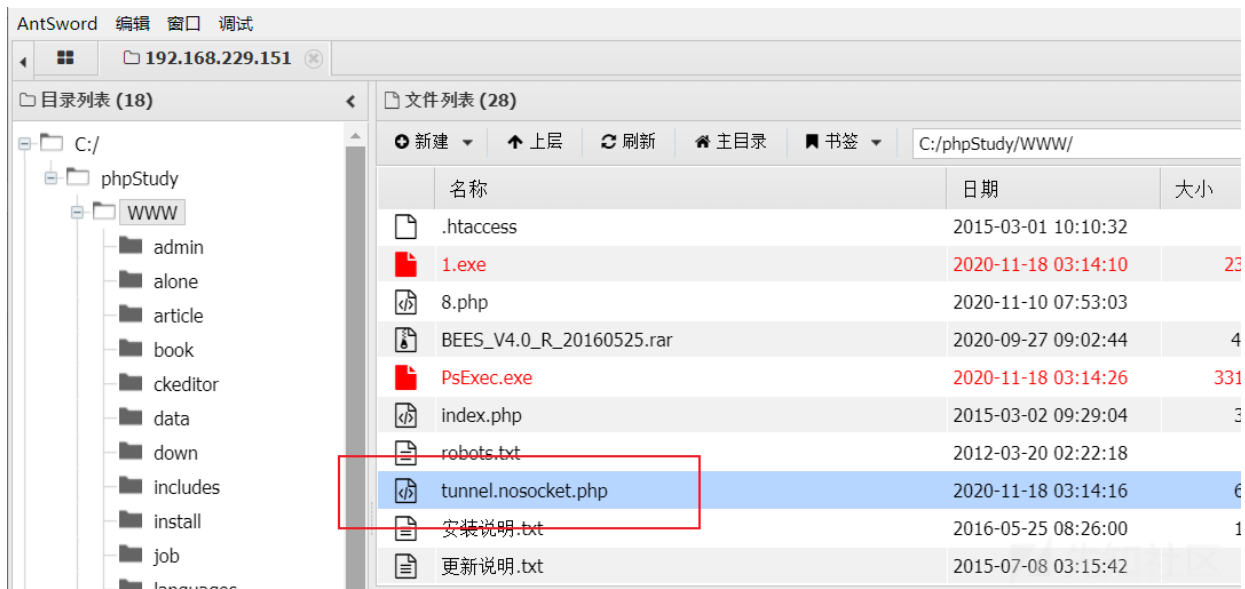 AntSword 编辑 窗口 调试
192.168.229.151
目录列表 (18)
文件列表 (28)
新建 上层 刷新 主目录 书签 C:/phpStudy/WWW/
C:/
phpStudy
WWW
admin
alone
article
book
ckeditor
data
down
includes
install
job
languages
名称 日期 大小
.htaccess 2015-03-01 10:10:32
1.exe 2020-11-18 03:14:10 23
8.php 2020-11-10 07:53:03
BEES_V4.0_R_20160525.rar 2020-09-27 09:02:44 4
PsExec.exe 2020-11-18 03:14:26 331
index.php 2015-03-02 09:29:04 3
robots.txt 2012-03-20 02:22:18
tunnel.nosocket.php 2020-11-18 03:14:16 6
安装说明.txt 2016-05-25 08:26:00 1
更新说明.txt 2015-07-08 03:15:42